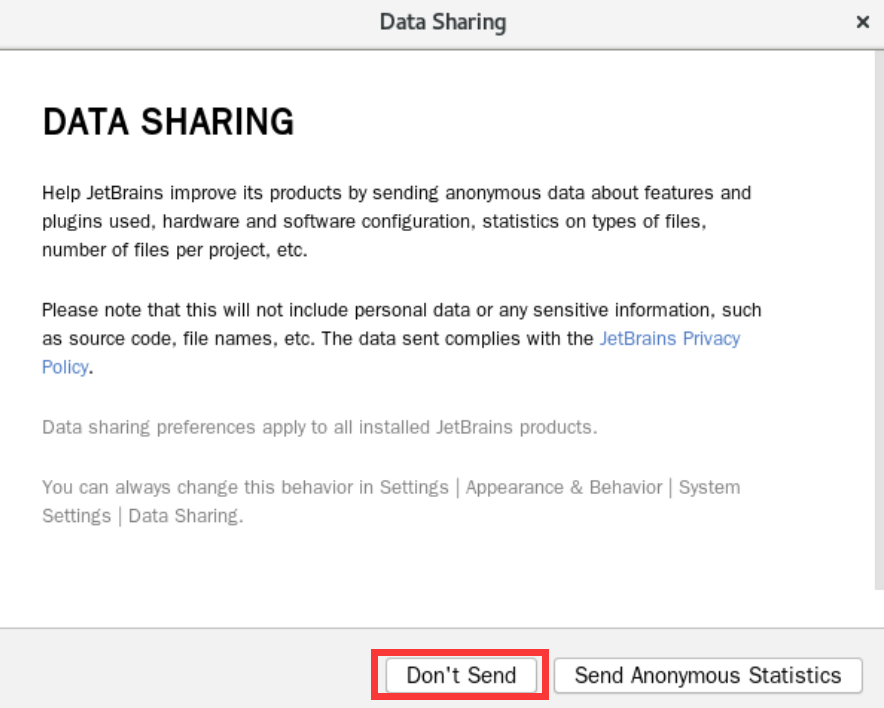 Data Sharing
DATA SHARING
Help JetBrains improve its products by sending anonymous data about features and
plugins used, hardware and software configuration, statistics on types of files,
number of files per project, etc.
Please note that this will not include personal data or any sensitive information, such
as source code, file names, etc. The data sent complies with the JetBrains Privacy
Policy.
Data sharing preferences apply to all installed JetBrains products.
You can always change this behavior in Settings | Appearance & Behavior | System
Settings | Data Sharing.
Don't Send
Send Anonymous Statistics